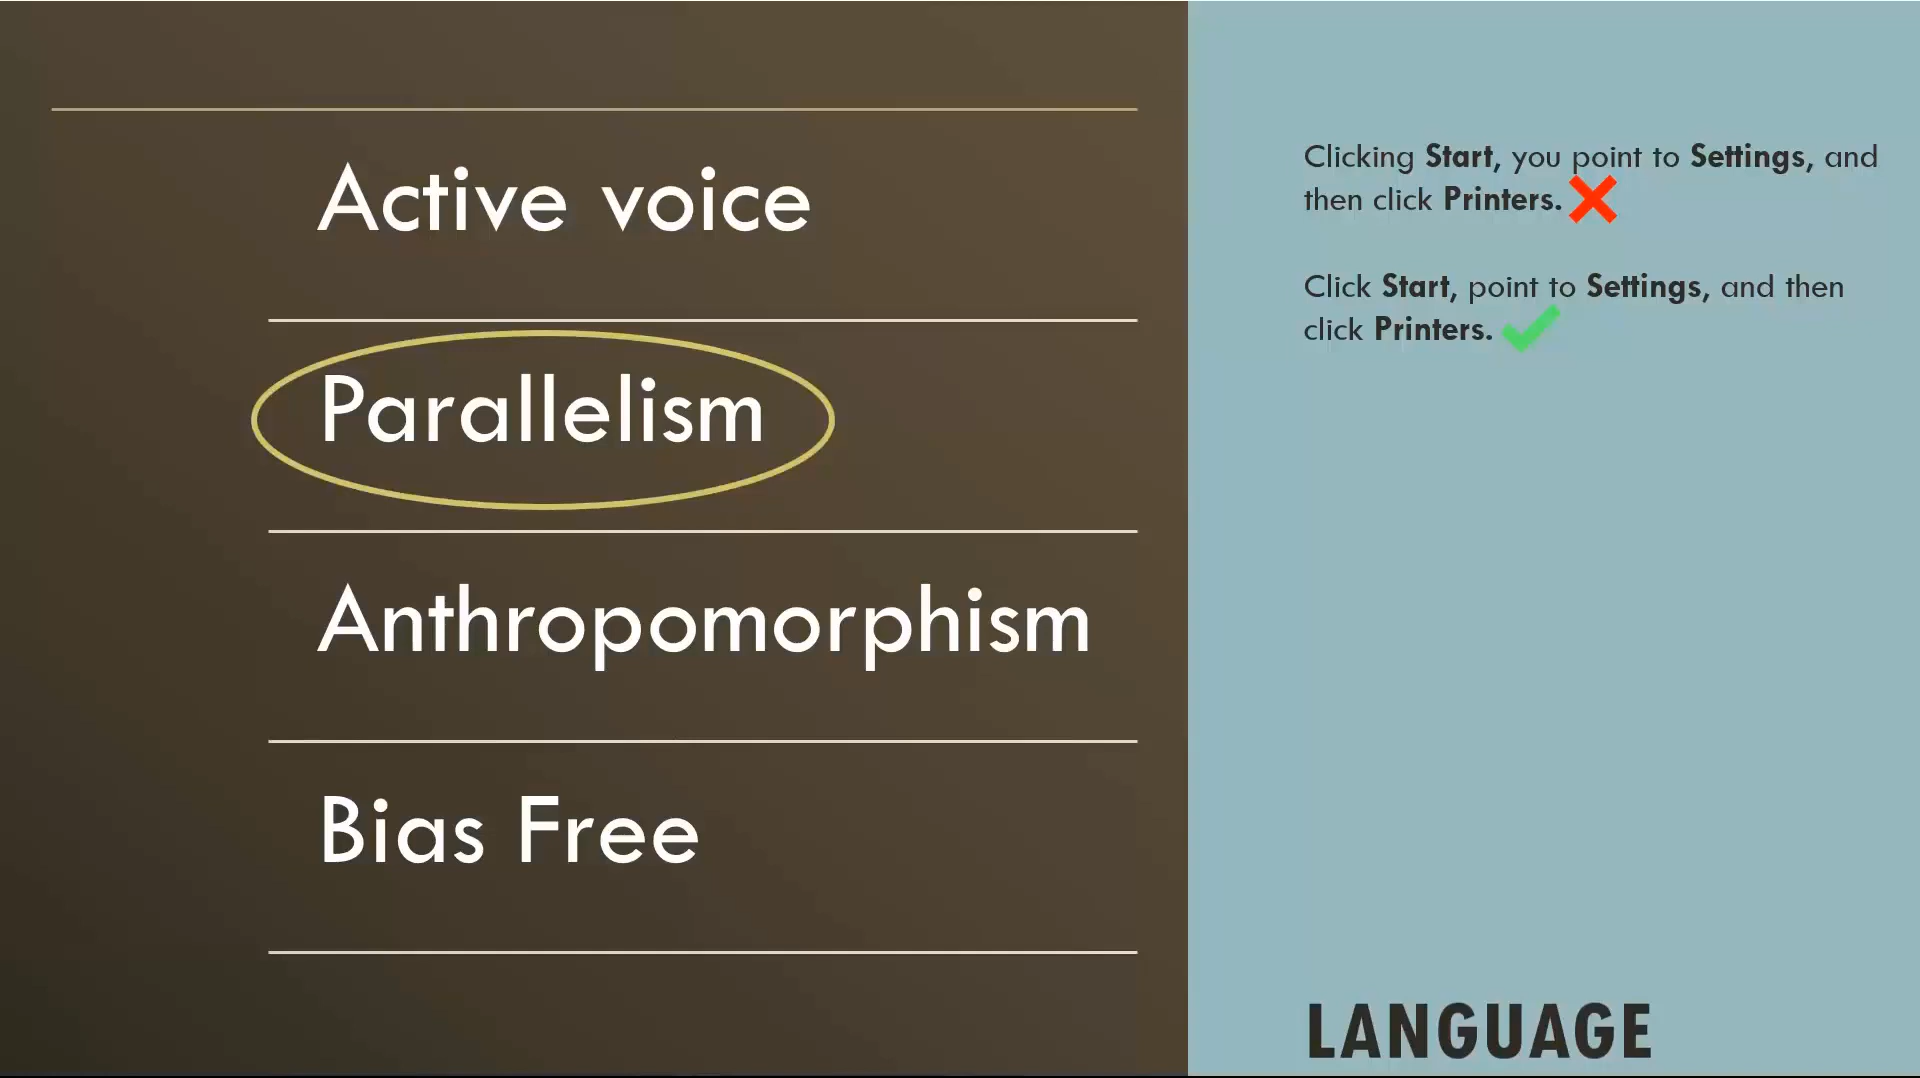 Active voice
Parallelism
Anthropomorphism
Bias Free
Clicking Start, you point to Settings, and
then click Printers.
Click Start, point to Settings, and then
click Printers.
LANGUAGE